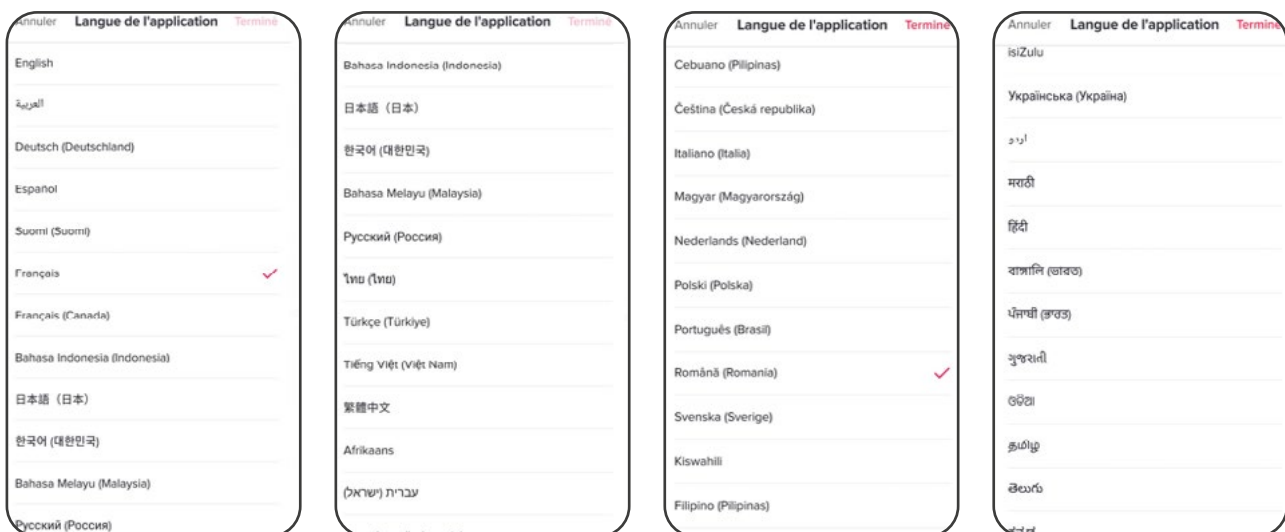 Annuler Langue de l'application Terminé
English
العربية
Deutsch (Deutschland)
Español
Suomi (Suomi)
Français
Français (Canada)
Bahasa Indonesia (Indonesia)
日本語（日本）
한국어 (대한민국)
Bahasa Melayu (Malaysia)
Русский (Россия)
Annuler Langue de l'application Terminé
Bahasa Indonesia (Indonesia)
日本語（日本）
한국어 (대한민국)
Bahasa Melayu (Malaysia)
Русский (Россия)
ไทย (ไทย)
Türkçe (Türkiye)
Tiếng Việt (Việt Nam)
繁體中文
Afrikaans
עברית (ישראל)
Annuler Langue de l'application Terminé
Cebuano (Pilipinas)
Čeština (Česká republika)
Italiano (Italia)
Magyar (Magyarország)
Nederlands (Nederland)
Polski (Polska)
Português (Brasil)
Română (Romania)
Svenska (Sverige)
Kiswahili
Filipino (Pilipinas)
Annuler Langue de l'application Terminé
isiZulu
Українська (Україна)
اردو
मराठी
हिंदी
বাঙ্গালি (ভারত)
ਪੰਜਾਬੀ (ਭਾਰਤ)
ગુજરાતી
ଓଡ଼ିଆ
தமிழ்
తెలుగు